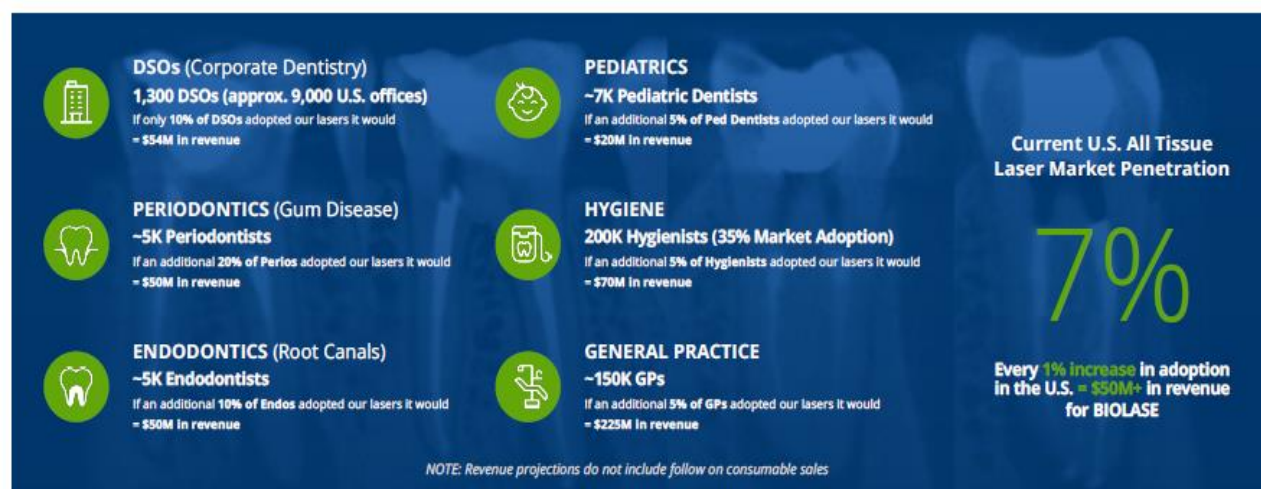 DSOs (Corporate Dentistry)
1,300 DSOs (approx. 9,000 U.S. offices)
If only 10% of DSOs adopted our lasers it would
= $54M in revenue
PERIODONTICS (Gum Disease)
~5K Periodontists
If an additional 20% of Perios adopted our lasers it would
= $50M in revenue
ENDODONTICS (Root Canals)
~5K Endodontists
If an additional 10% of Endos adopted our lasers it would
= $50M in revenue
PEDIATRICS
~7K Pediatric Dentists
If an additional 5% of Ped Dentists adopted our lasers it would
= $20M in revenue
HYGIENE
200K Hygienists (35% Market Adoption)
If an additional 5% of Hygienists adopted our lasers it would
= $70M in revenue
GENERAL PRACTICE
~150K GPs
If an additional 5% of GPs adopted our lasers it would
= $225M in revenue
Current U.S. All Tissue
Laser Market Penetration
7%
Every 1% increase in adoption
in the U.S. = $50M+ in revenue
for BIOLASE
NOTE: Revenue projections do not include follow on consumable sales